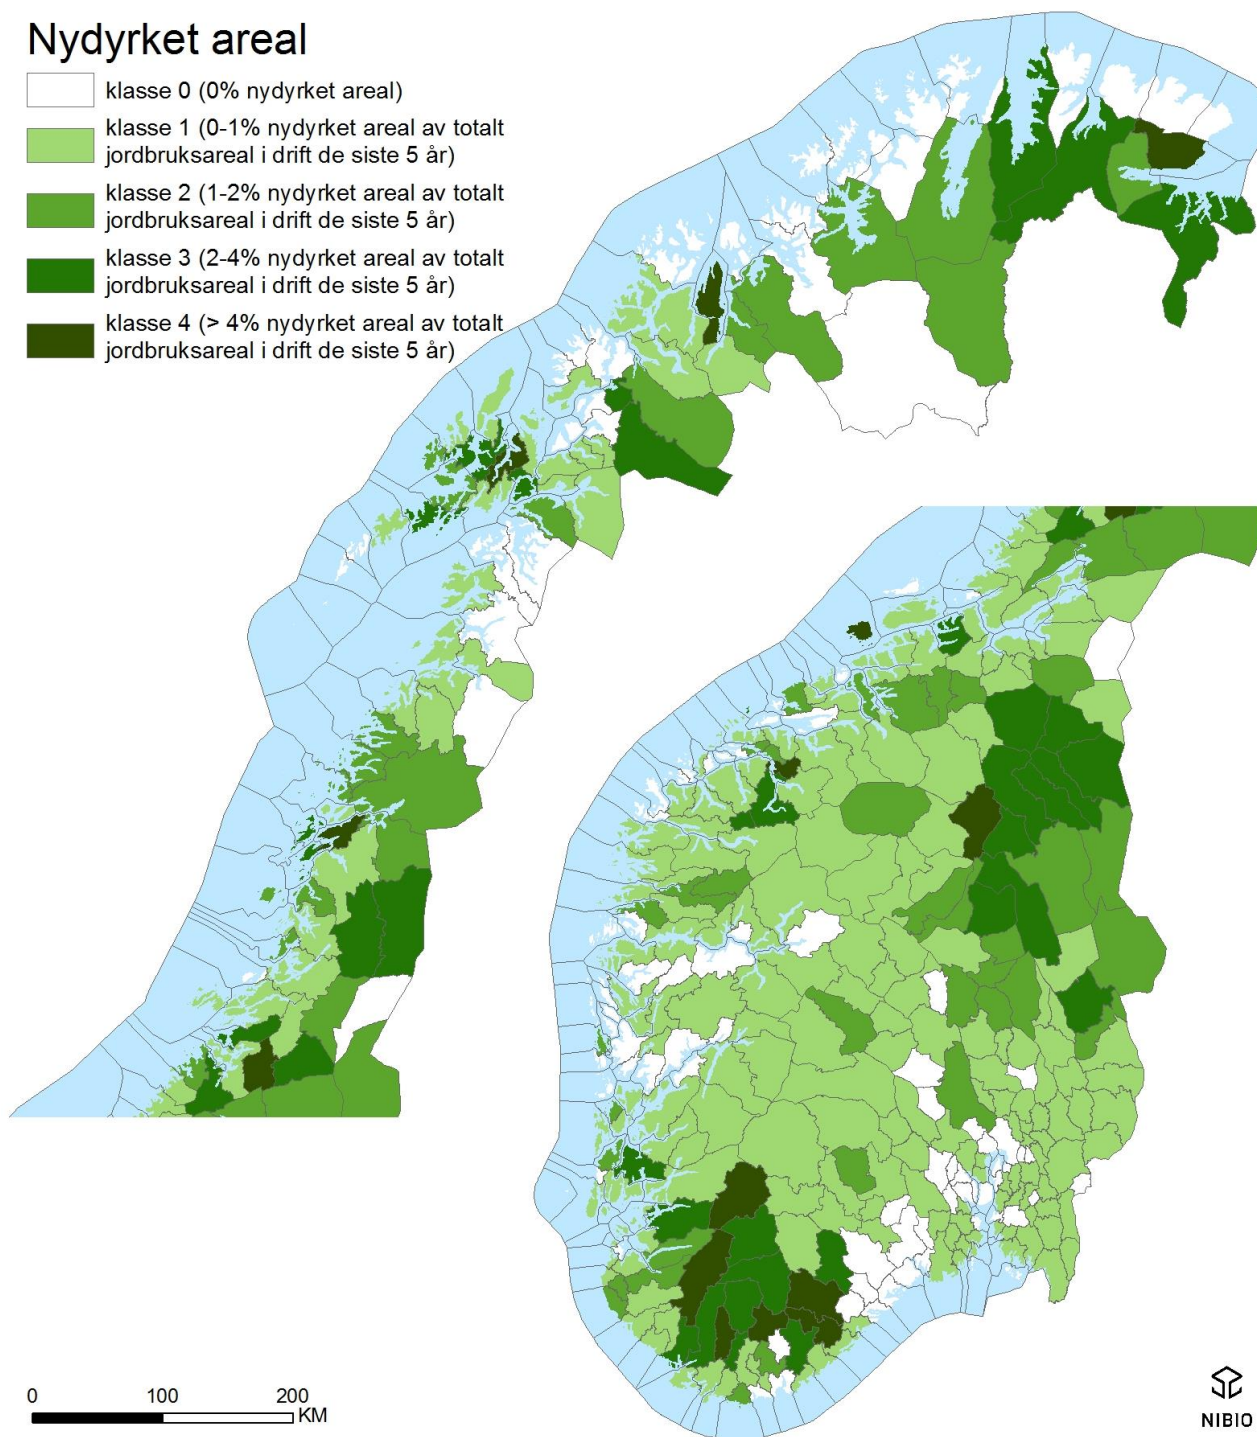 Nydyrket areal
klasse 0 (0% nydyrket areal)
klasse 1 (0-1% nydyrket areal av totalt
jordbruksareal i drift de siste 5 år)
klasse 2 (1-2% nydyrket areal av totalt
jordbruksareal i drift de siste 5 år)
klasse 3 (2-4% nydyrket areal av totalt
jordbruksareal i drift de siste 5 år)
klasse 4 (> 4% nydyrket areal av totalt
jordbruksareal i drift de siste 5 år)
0 100 200
KM
NIBIO